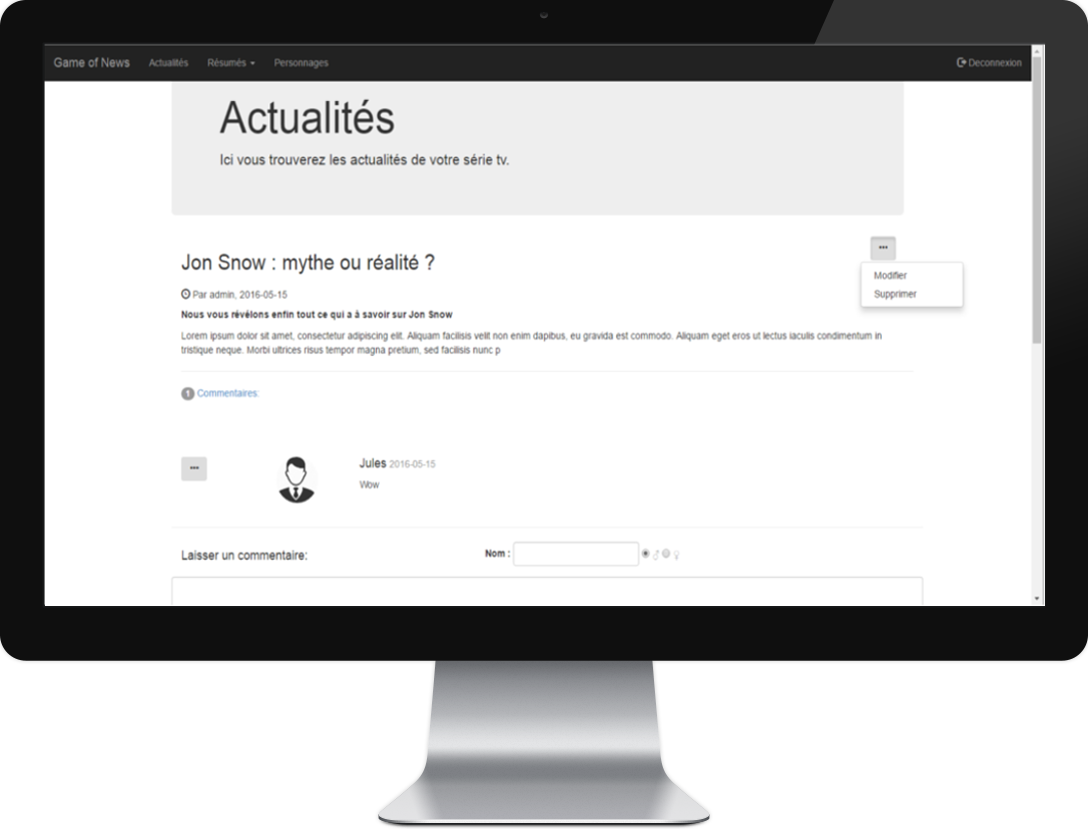 Game of News Actualités Résumés Personnages Deconnexion
Actualités
Ici vous trouverez les actualités de votre série tv.
Jon Snow : mythe ou réalité ?
Modifier
Supprimer
Par admin, 2016-05-15
Nous vous révélons enfin tout ce qui a à savoir sur Jon Snow
Lorem ipsum dolor sit amet, consectetur adipiscing elit. Aliquam facilisis velit non enim dapibus, eu gravida est commodo. Aliquam eget eros ut lectus iaculis condimentum in
tristique neque. Morbi ultrices risus tempor magna pretium, sed facilisis nunc p
1 Commentaires:
Jules 2016-05-15
Wow
Laisser un commentaire: Nom : ♂ ♀